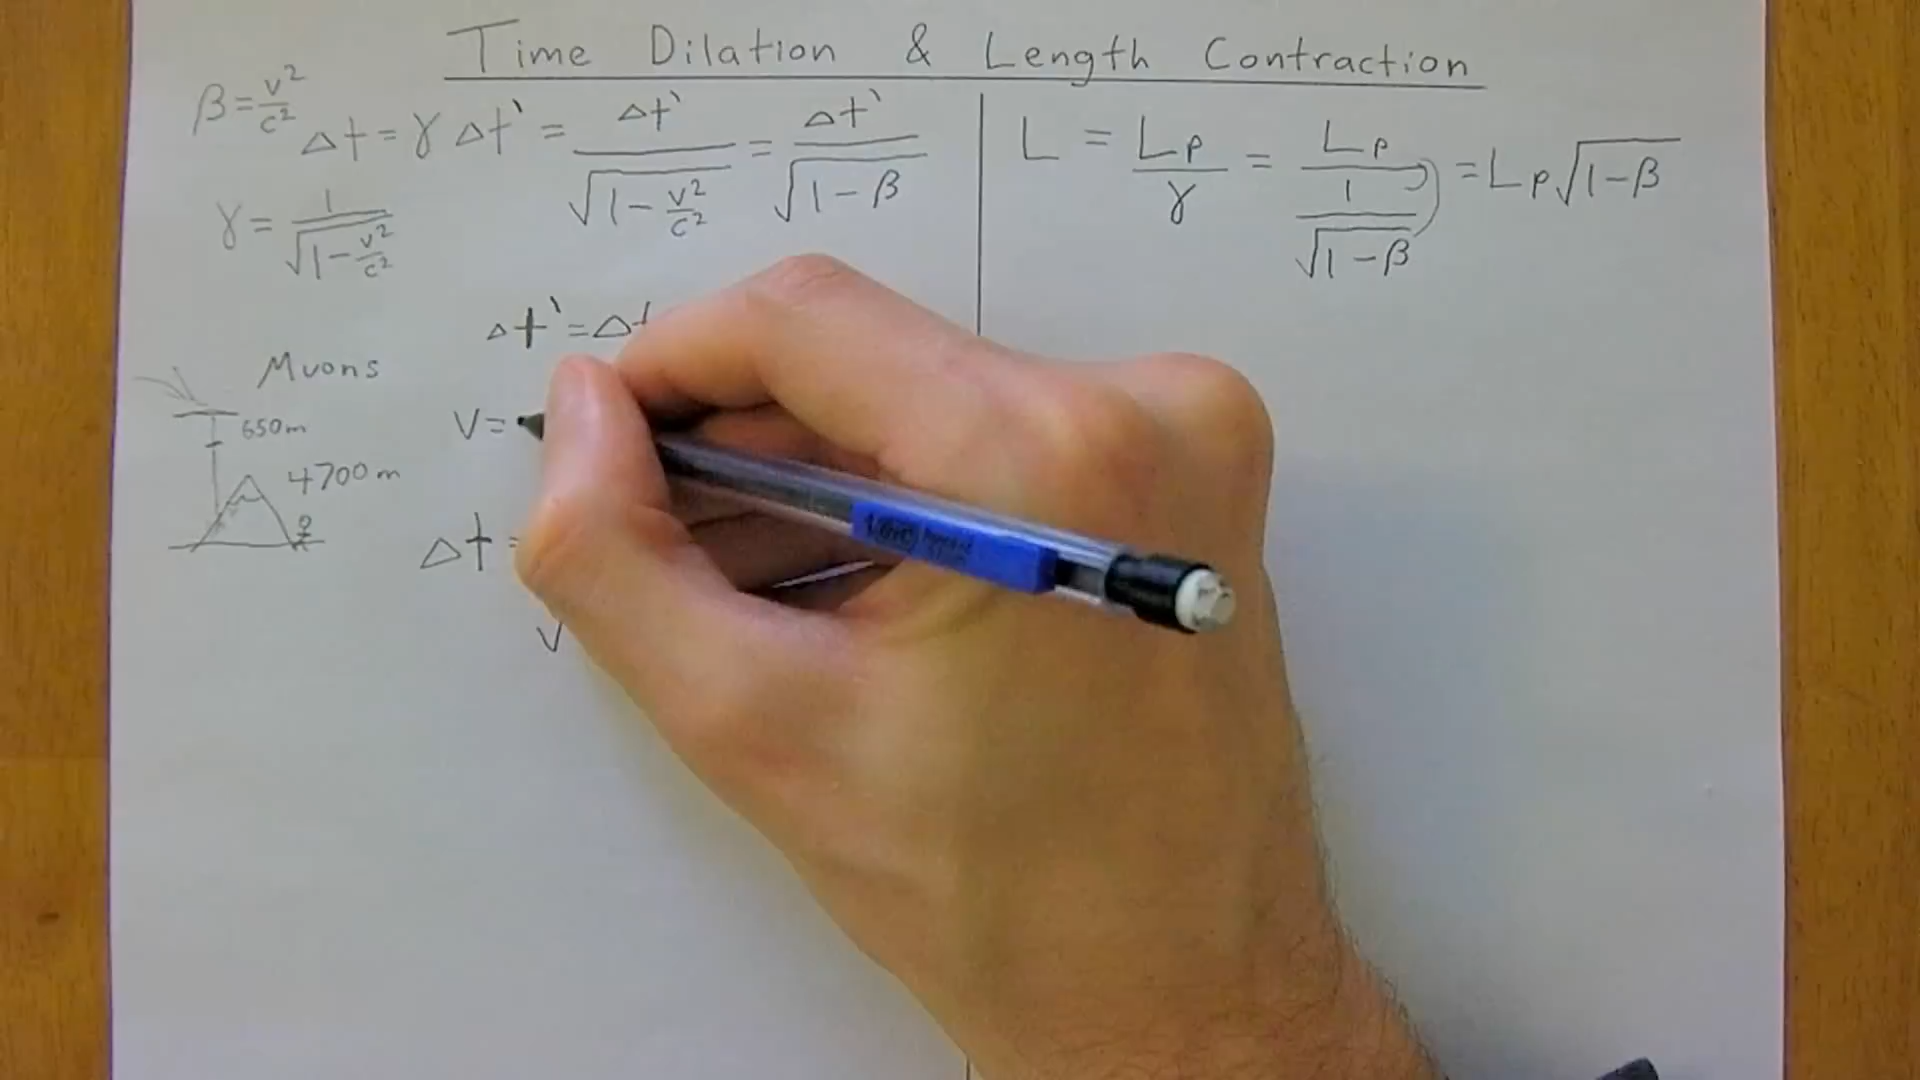 Time Dilation & Length Contraction
β = v²/c²
Δt = γ Δt` = Δt`/√(1 - v²/c²) = Δt`/√(1 - β)
L = Lp/γ = Lp/(1/√(1-β)) = Lp√(1-β)
γ = 1/√(1 - v²/c²)
Δt` = Δt
Muons
650m
V =
4700m
Δt =
V